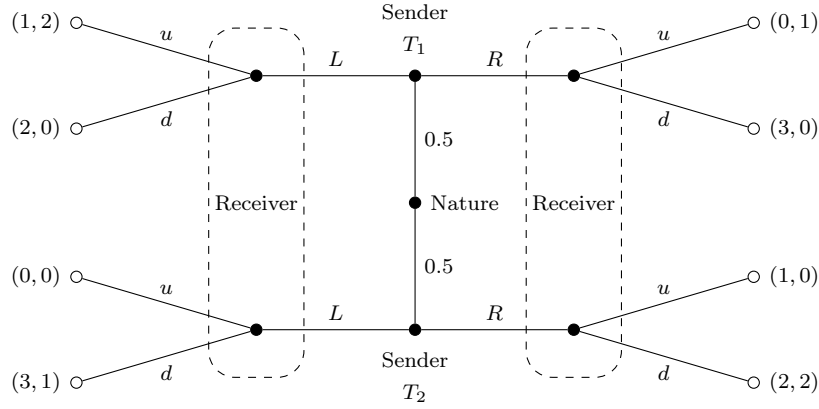 Sender
T₁
(1, 2)
u
(0, 1)
u
L
R
(2, 0)
d
(3, 0)
d
0.5
Receiver
Nature
Receiver
0.5
(0, 0)
u
(1, 0)
u
L
R
(3, 1)
d
(2, 2)
d
Sender
T₂